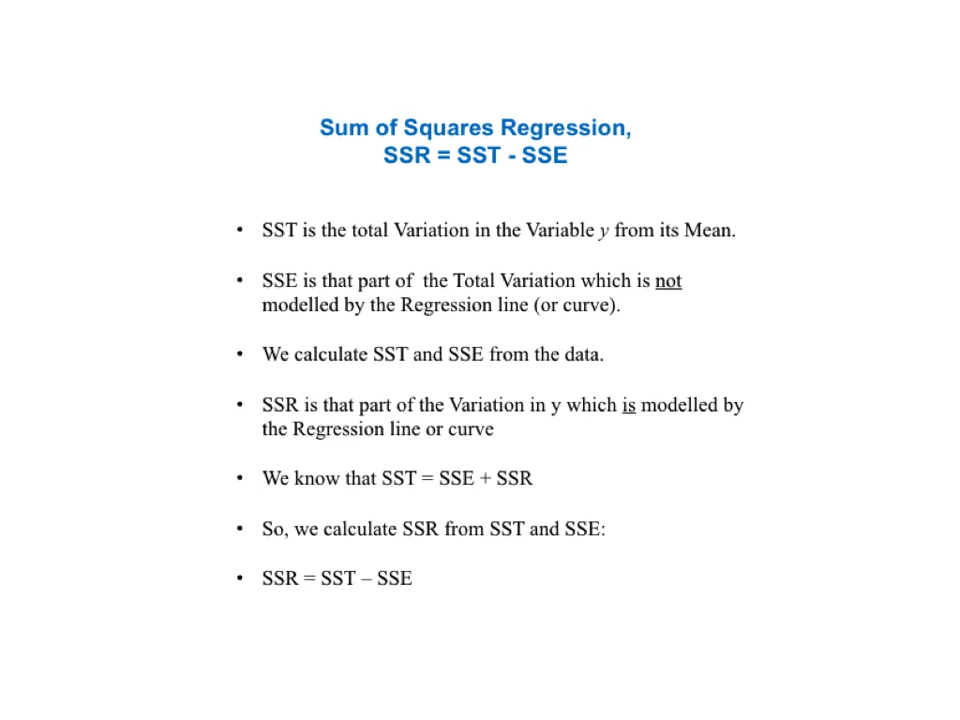 Sum of Squares Regression,
SSR = SST - SSE
• SST is the total Variation in the Variable y from its Mean.
• SSE is that part of  the Total Variation which is not
modelled by the Regression line (or curve).
• We calculate SST and SSE from the data.
• SSR is that part of the Variation in y which is modelled by
the Regression line or curve
• We know that SST = SSE + SSR
• So, we calculate SSR from SST and SSE:
• SSR = SST – SSE